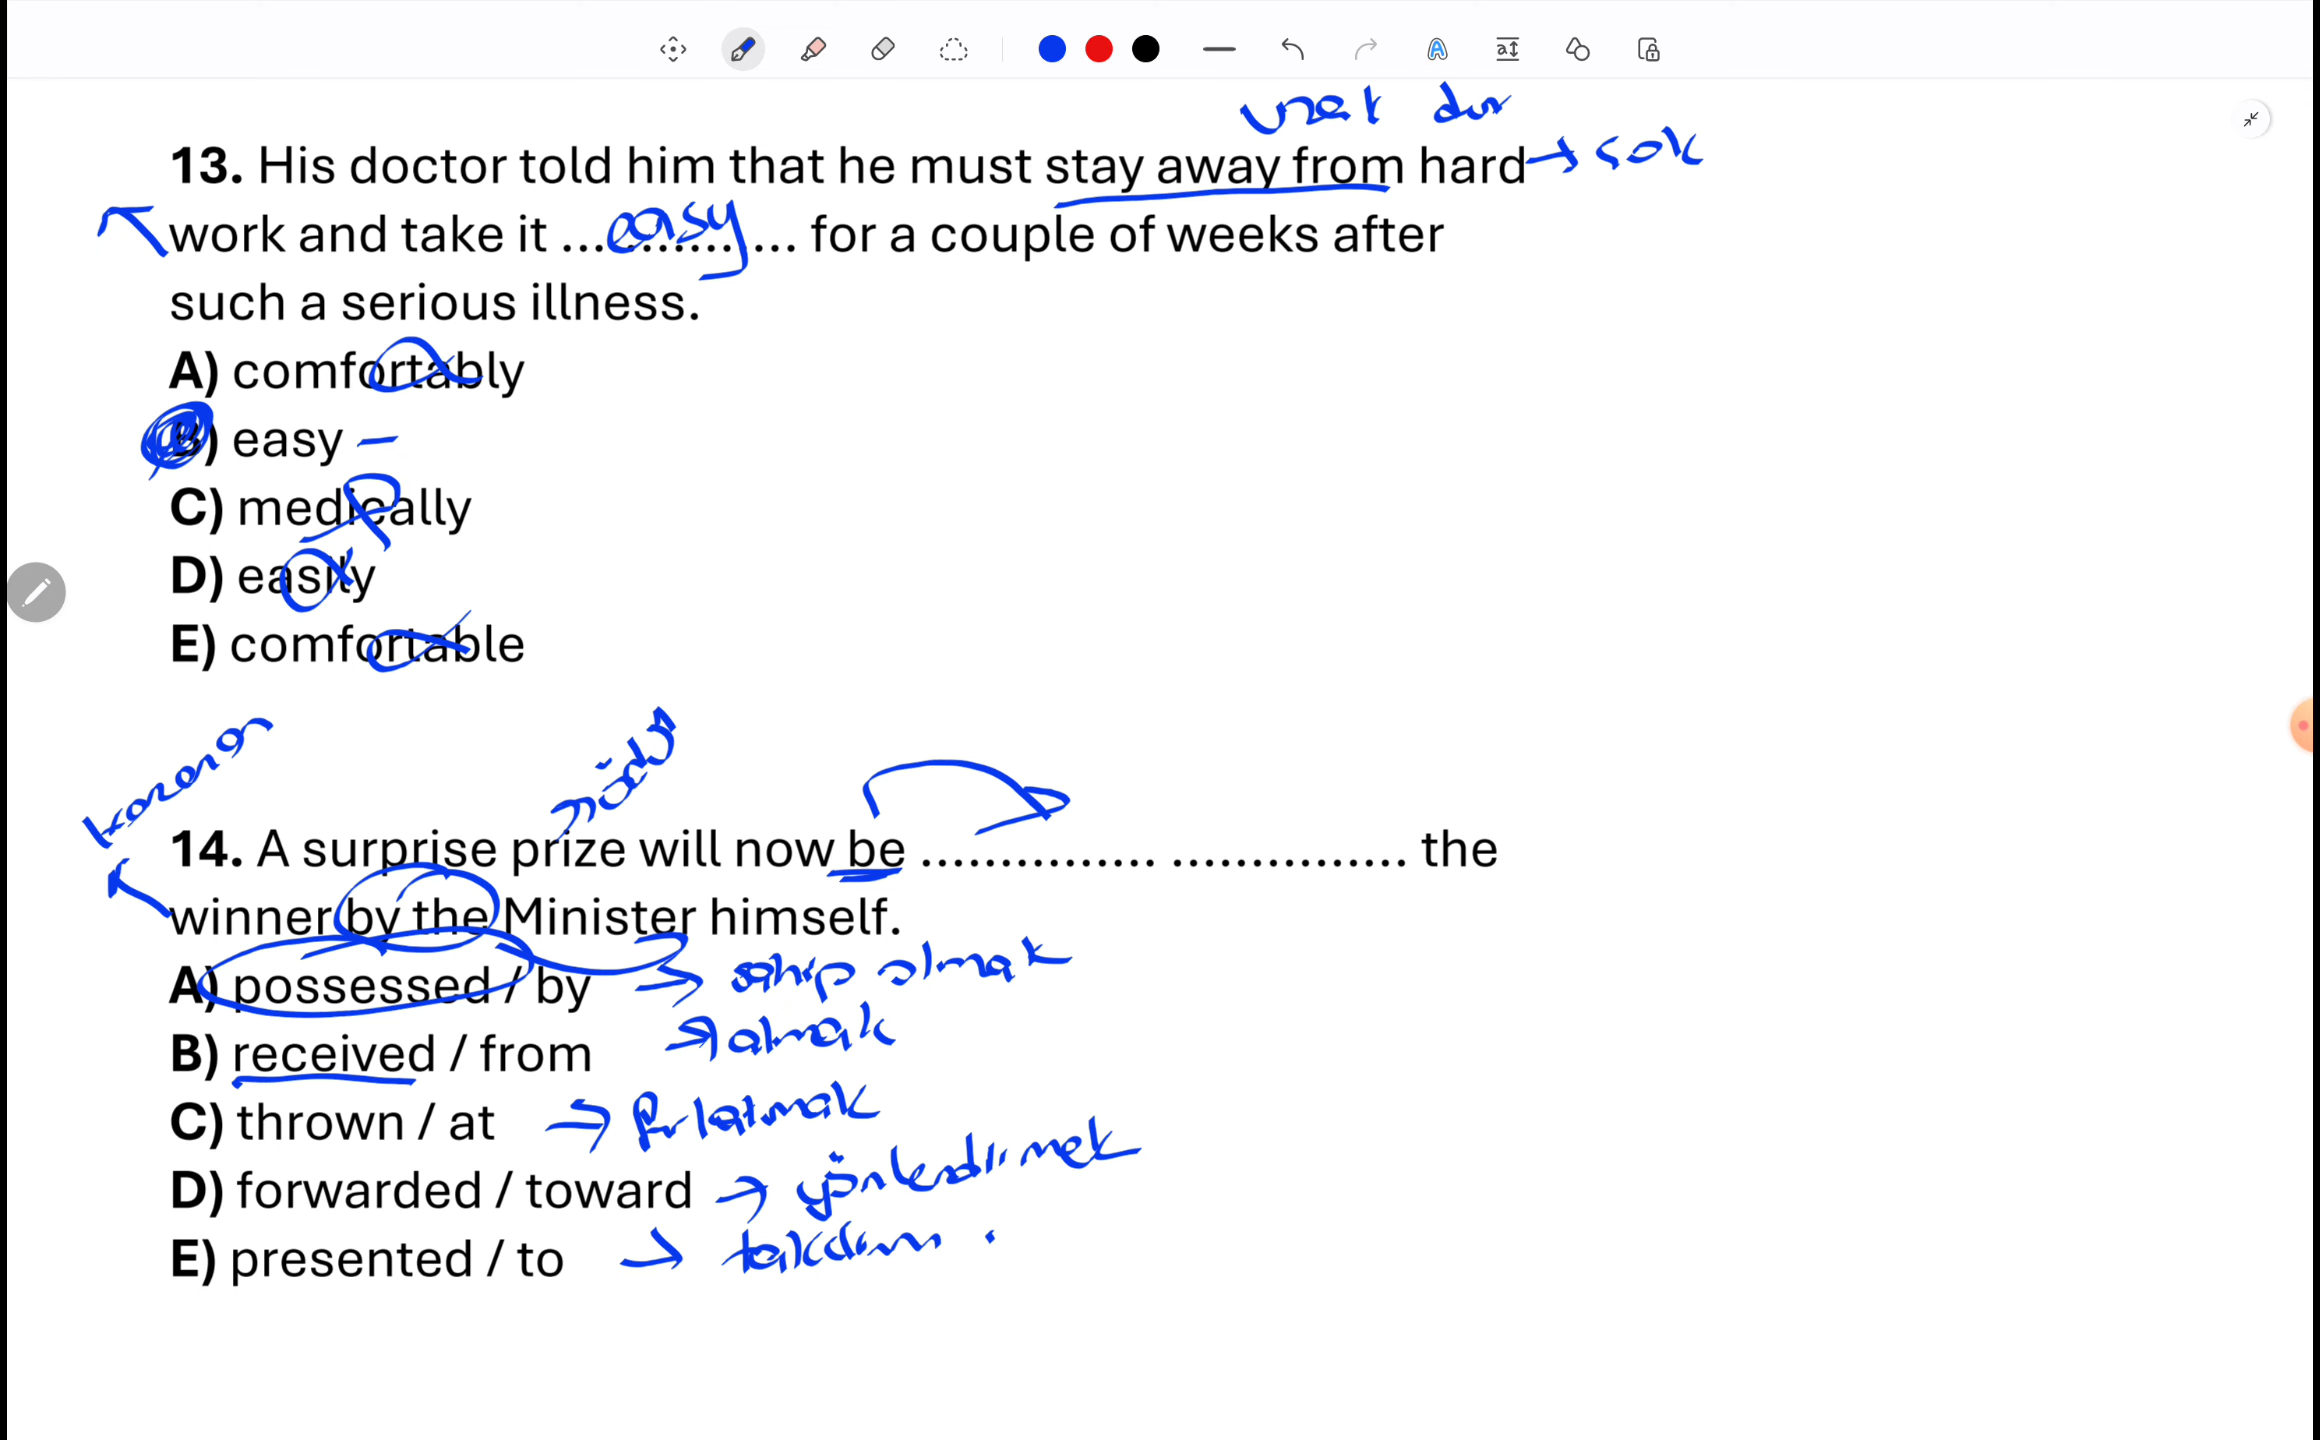 uzak dur
13. His doctor told him that he must stay away from hard → çok
work and take it ...easy... for a couple of weeks after
such a serious illness.
A) comfortably
B) easy –
C) medically
D) easily
E) comfortable
kazanan
ödül
14. A surprise prize will now be ............... ............... the
winner by the Minister himself.
A) possessed / by → sahip olmak
B) received / from → almak
C) thrown / at → fırlatmak
D) forwarded / toward → yönlendirmek
E) presented / to → takdim